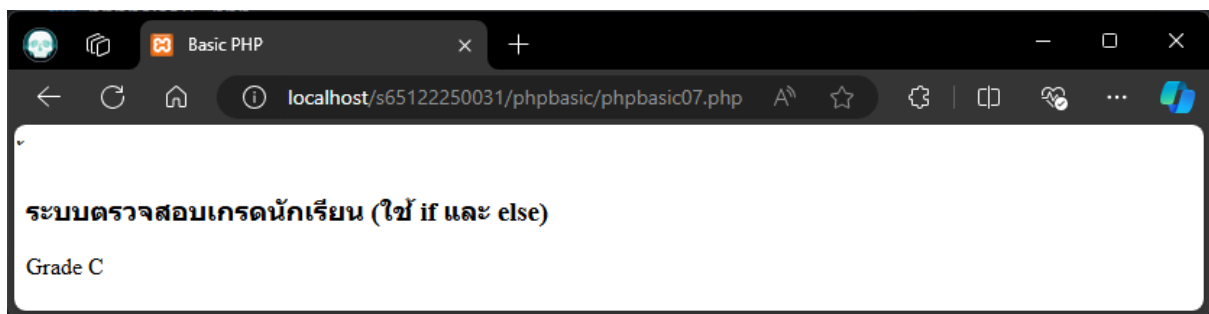 Basic PHP
localhost/s65122250031/phpbasic/phpbasic07.php
้
ระบบตรวจสอบเกรดนักเรียน (ใช้ if และ else)
Grade C